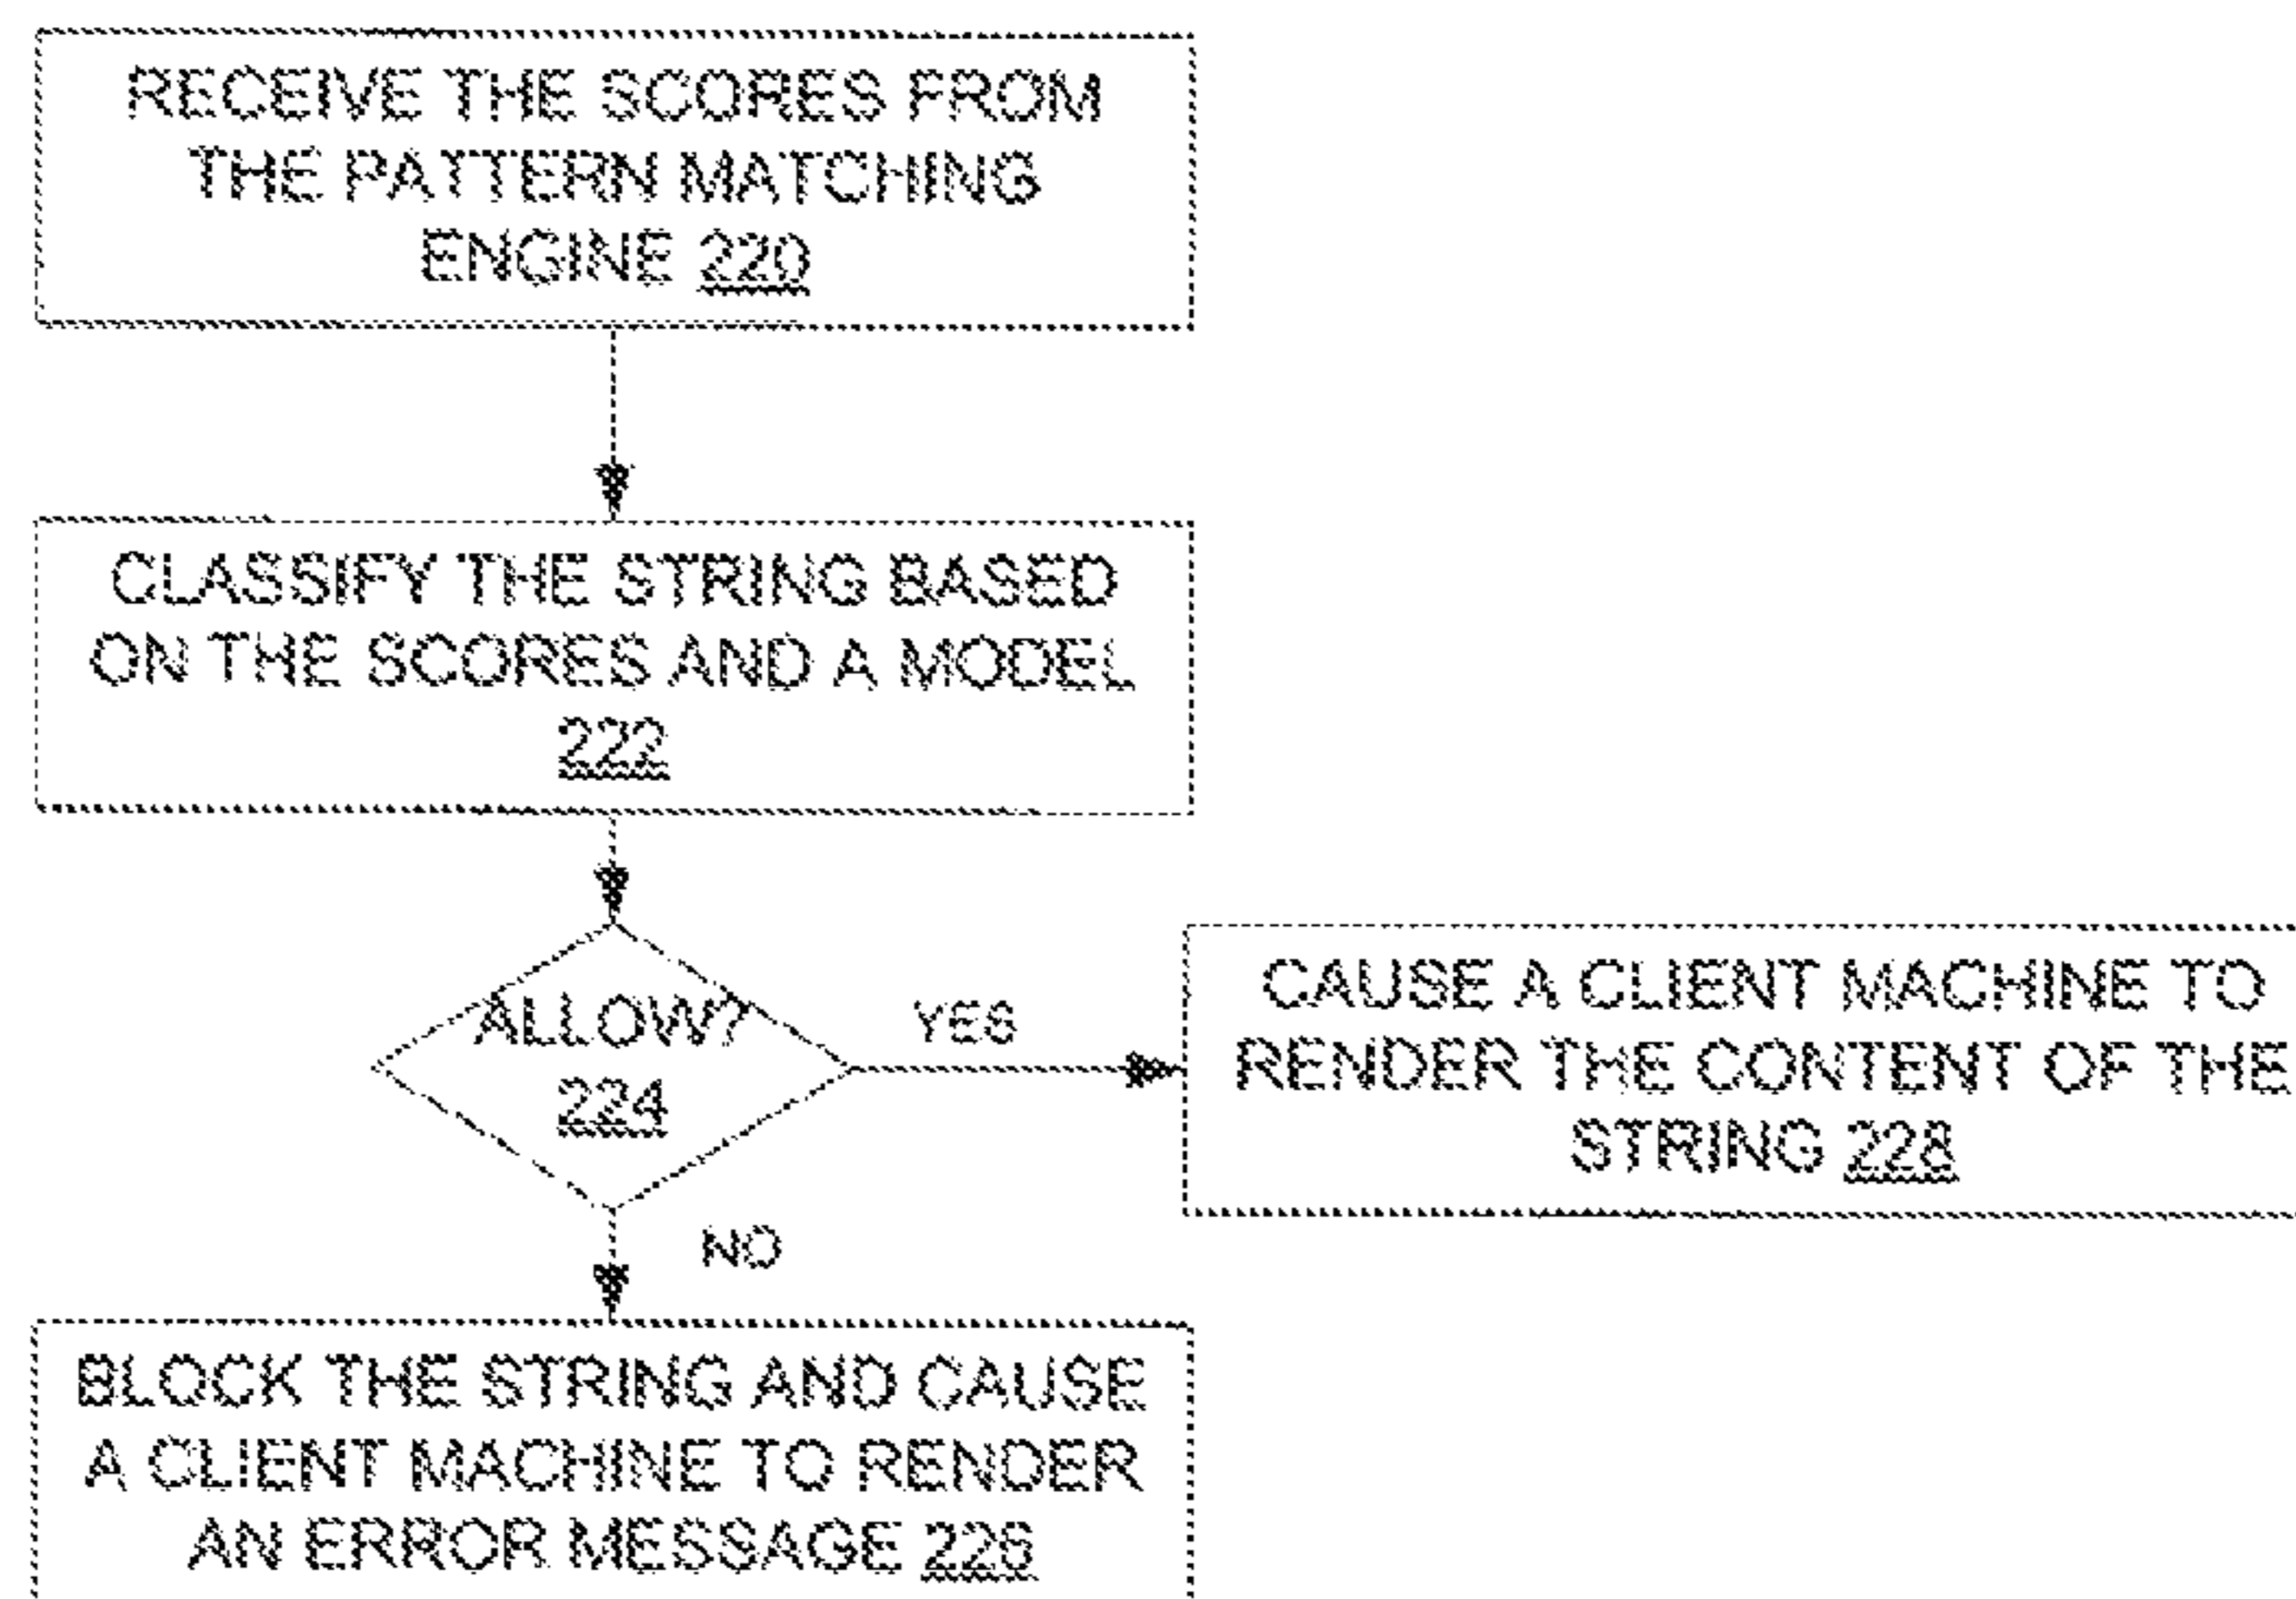 RECEIVE THE SCORES FROM
THE PATTERN MATCHING
ENGINE 220
CLASSIFY THE STRING BASED
ON THE SCORES AND A MODEL
222
ALLOW?
224
YES
CAUSE A CLIENT MACHINE TO
RENDER THE CONTENT OF THE
STRING 228
NO
BLOCK THE STRING AND CAUSE
A CLIENT MACHINE TO RENDER
AN ERROR MESSAGE 226